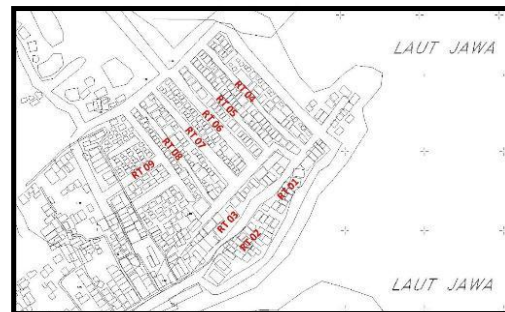 LAUT JAWA
RT 04
RT 05
RT 06
RT 07
RT 08
RT 09
RT 01
RT 03
RT 02
LAUT JAWA